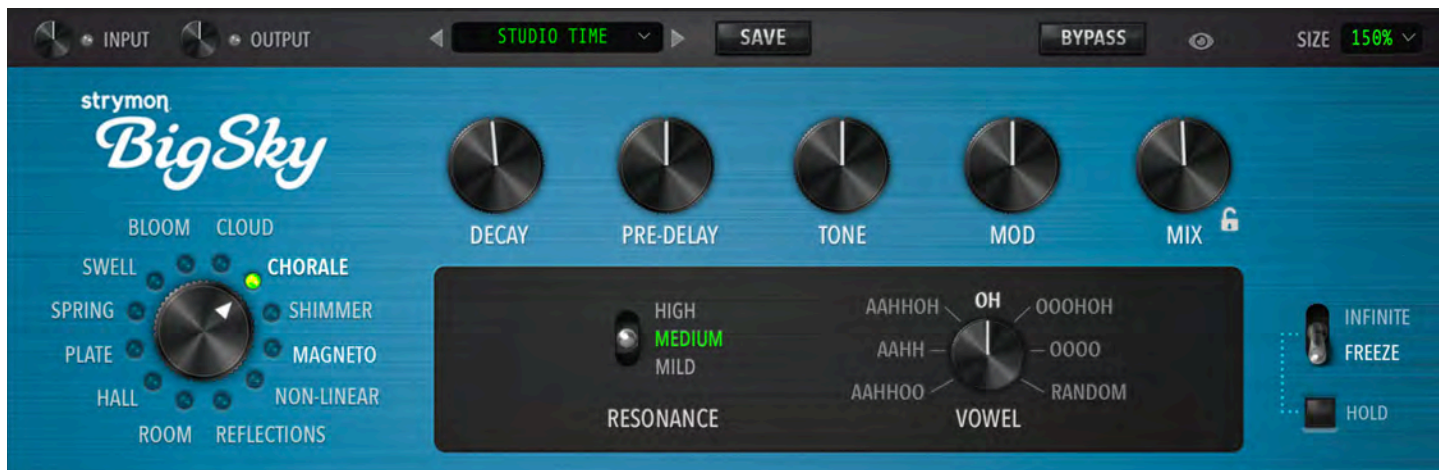 INPUT
OUTPUT
STUDIO TIME
SAVE
BYPASS
SIZE
150%
strymon
BigSky
DECAY
PRE-DELAY
TONE
MOD
MIX
BLOOM
CLOUD
SWELL
CHORALE
SPRING
SHIMMER
PLATE
MAGNETO
HALL
NON-LINEAR
ROOM
REFLECTIONS
HIGH
MEDIUM
MILD
RESONANCE
AAHHOH
OH
OOOHOH
AAHH
OOOO
AAHHOO
RANDOM
VOWEL
INFINITE
FREEZE
HOLD